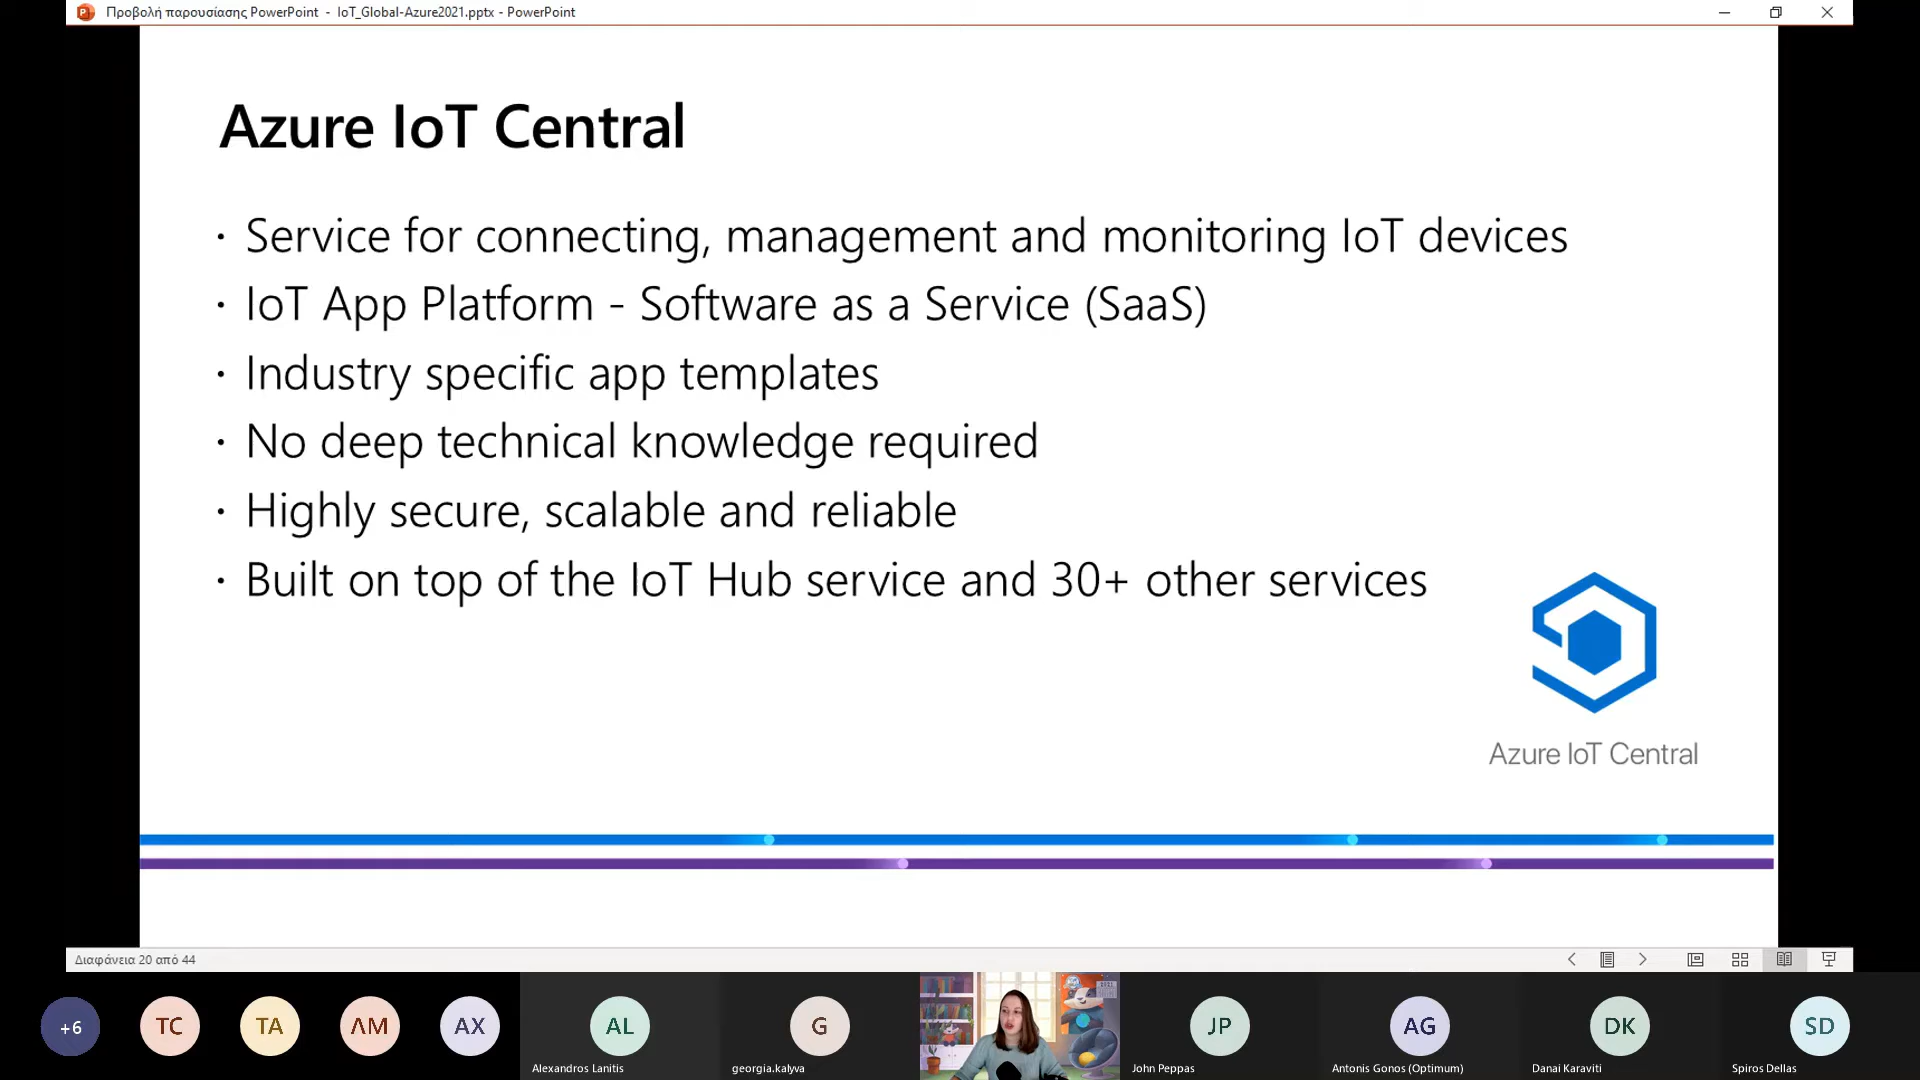 Προβολή παρουσίασης PowerPoint - IoT_Global-Azure2021.pptx - PowerPoint
Azure IoT Central
· Service for connecting, management and monitoring IoT devices
· IoT App Platform - Software as a Service (SaaS)
· Industry specific app templates
· No deep technical knowledge required
· Highly secure, scalable and reliable
· Built on top of the IoT Hub service and 30+ other services
Azure IoT Central
Διαφάνεια 20 από 44
+6
TC
TA
ΛΜ
AX
AL
G
JP
AG
DK
SD
Alexandros Lanitis
georgia.kalyva
John Peppas
Antonis Gonos (Optimum)
Danai Karaviti
Spiros Dellas